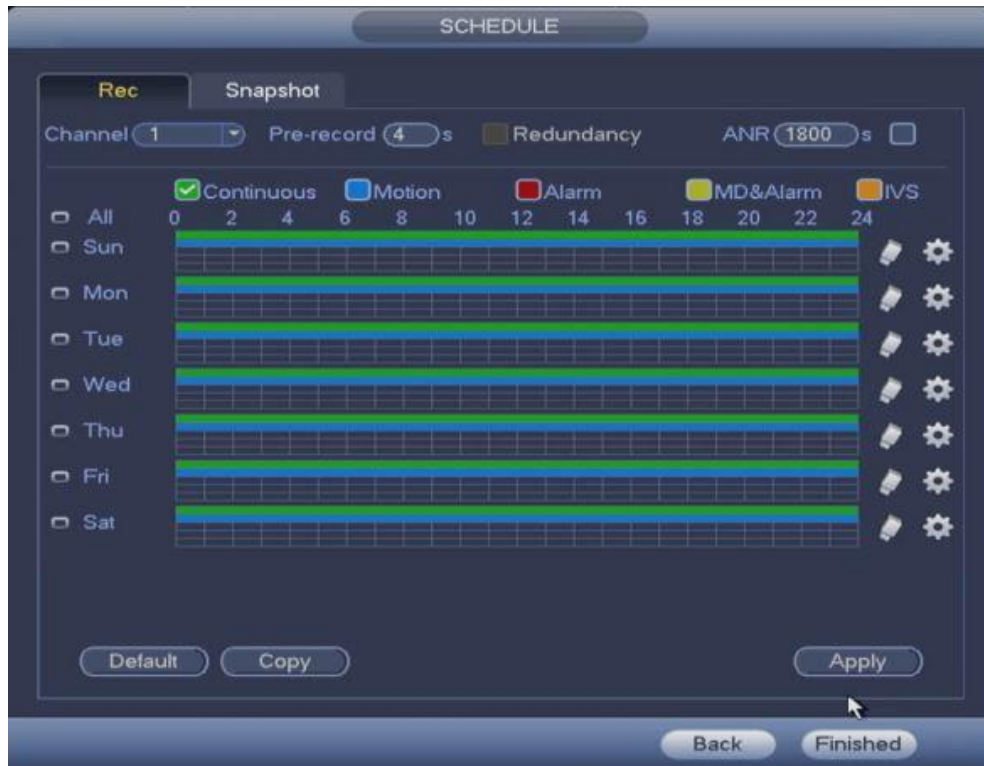 SCHEDULE
Rec Snapshot
Channel 1 Pre-record 4 s Redundancy ANR 1800 s
Continuous Motion Alarm MD&Alarm IVS
All 0 2 4 6 8 10 12 14 16 18 20 22 24
Sun
Mon
Tue
Wed
Thu
Fri
Sat
Default Copy Apply
Back Finished